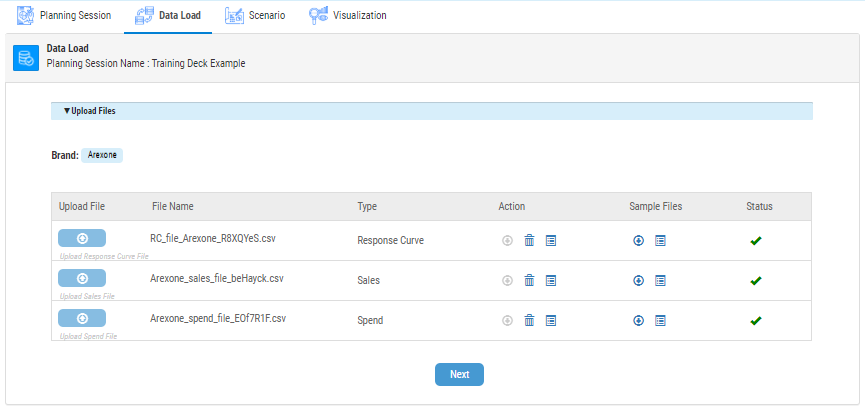 Planning Session Data Load Scenario Visualization
Data Load
Planning Session Name : Training Deck Example
▼Upload Files
Brand: Arexone
Upload File File Name Type Action Sample Files Status
RC_file_Arexone_R8XQYeS.csv Response Curve
Upload Response Curve File
Arexone_sales_file_beHayck.csv Sales
Upload Sales File
Arexone_spend_file_EOf7R1F.csv Spend
Upload Spend File
Next